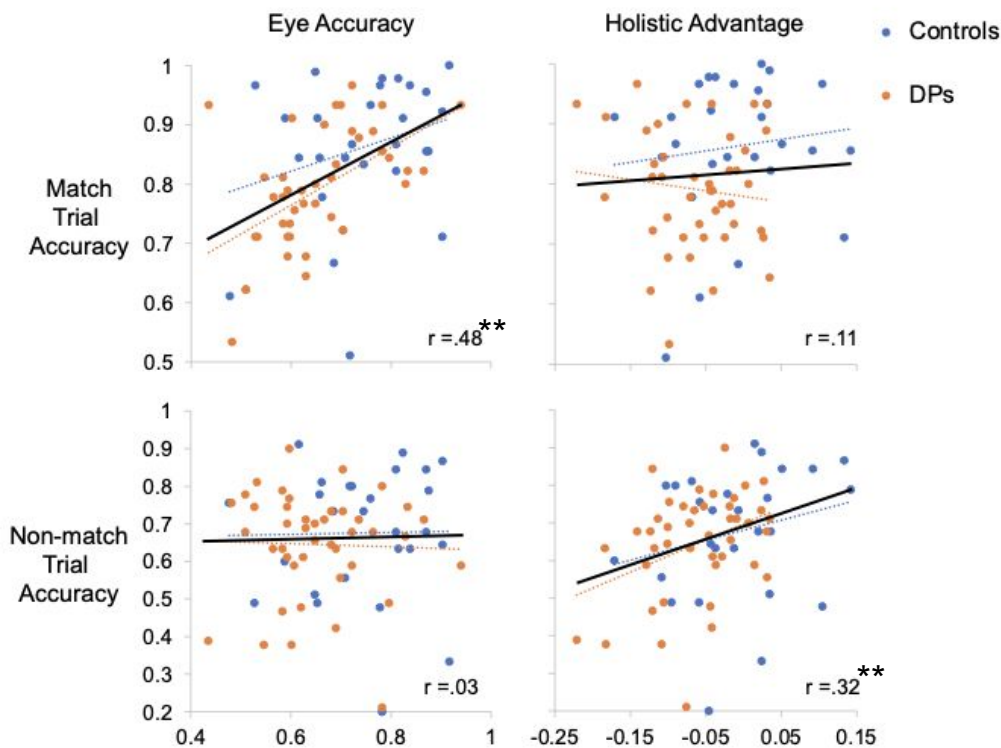 Eye Accuracy
Holistic Advantage
Controls
DPs
Match
Trial
Accuracy
1
0.9
0.8
0.7
0.6
0.5
r =.48**
r =.11
Non-match
Trial
Accuracy
1
0.9
0.8
0.7
0.6
0.5
0.4
0.3
0.2
r =.03
r =.32**
0.4
0.6
0.8
1
-0.25
-0.15
-0.05
0.05
0.15